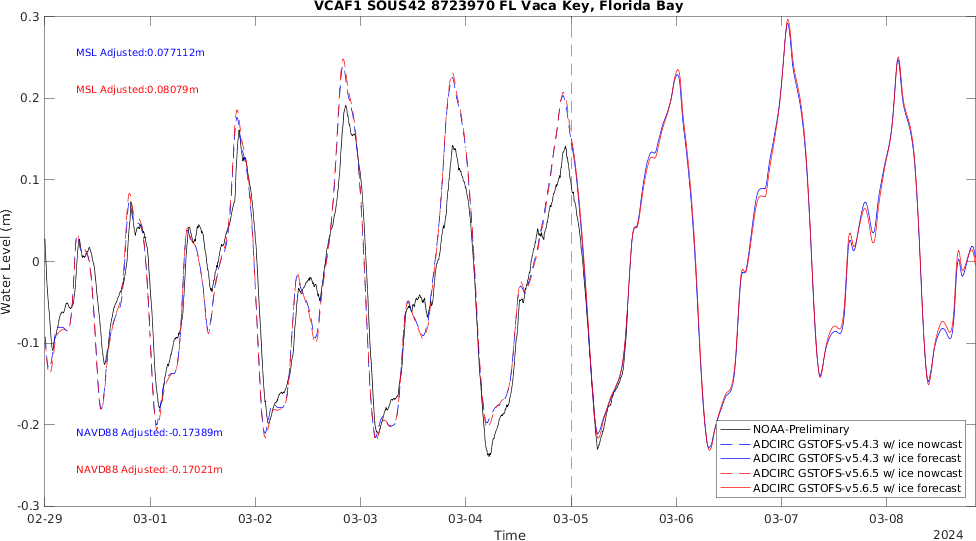 VCAF1 SOUS42 8723970 FL Vaca Key, Florida Bay
0.3
MSL Adjusted:0.077112m
MSL Adjusted:0.08079m
0.2
0.1
Water Level (m)
0
-0.1
-0.2
NAVD88 Adjusted:-0.17389m
NAVD88 Adjusted:-0.17021m
NOAA-Preliminary
ADCIRC GSTOFS-v5.4.3 w/ ice nowcast
ADCIRC GSTOFS-v5.4.3 w/ ice forecast
ADCIRC GSTOFS-v5.6.5 w/ ice nowcast
ADCIRC GSTOFS-v5.6.5 w/ ice forecast
-0.3
02-29 03-01 03-02 03-03 03-04 03-05 03-06 03-07 03-08
Time
2024